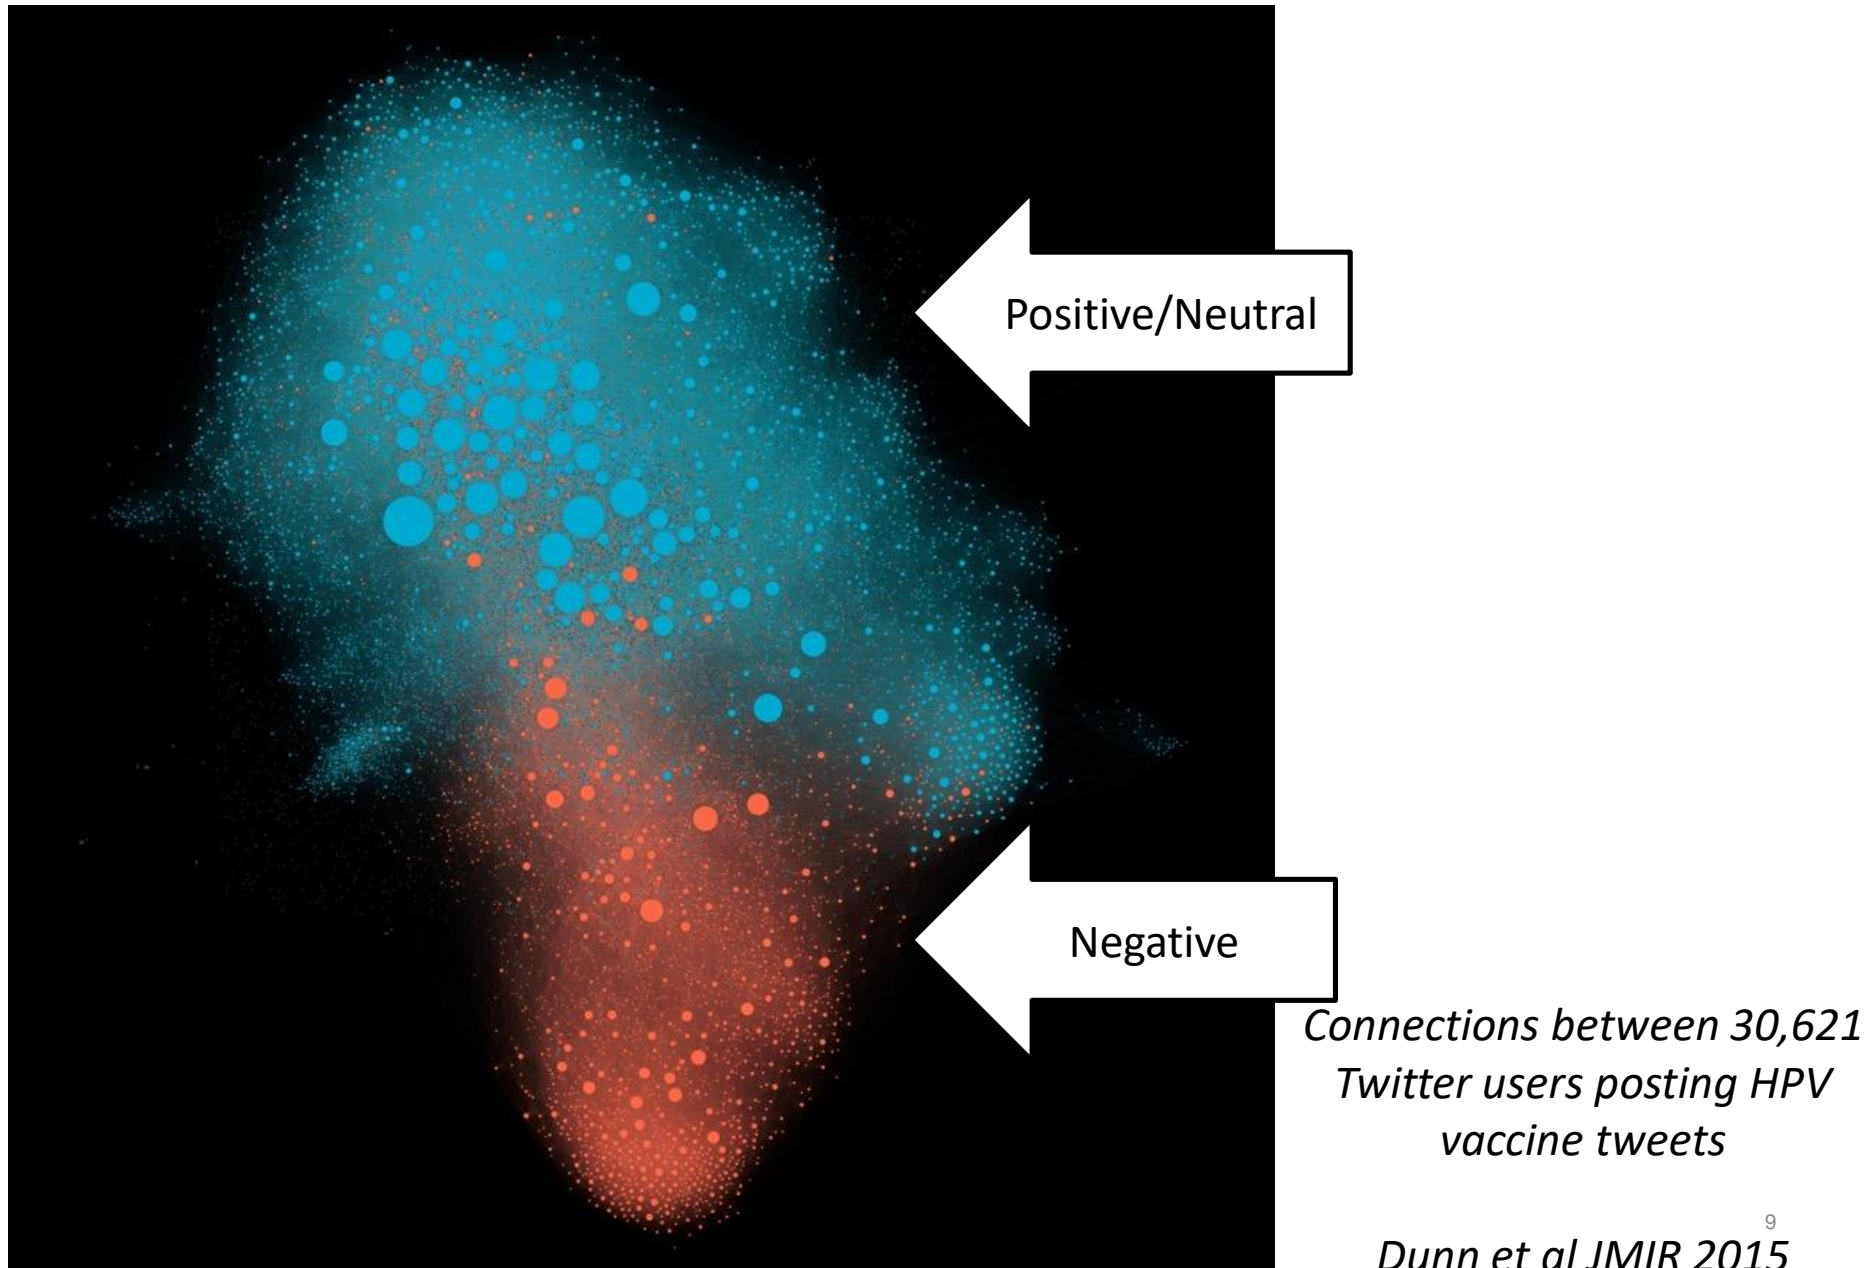 Positive/Neutral
Negative
Connections between 30,621
Twitter users posting HPV
vaccine tweets
9
Dunn et al JMIR 2015